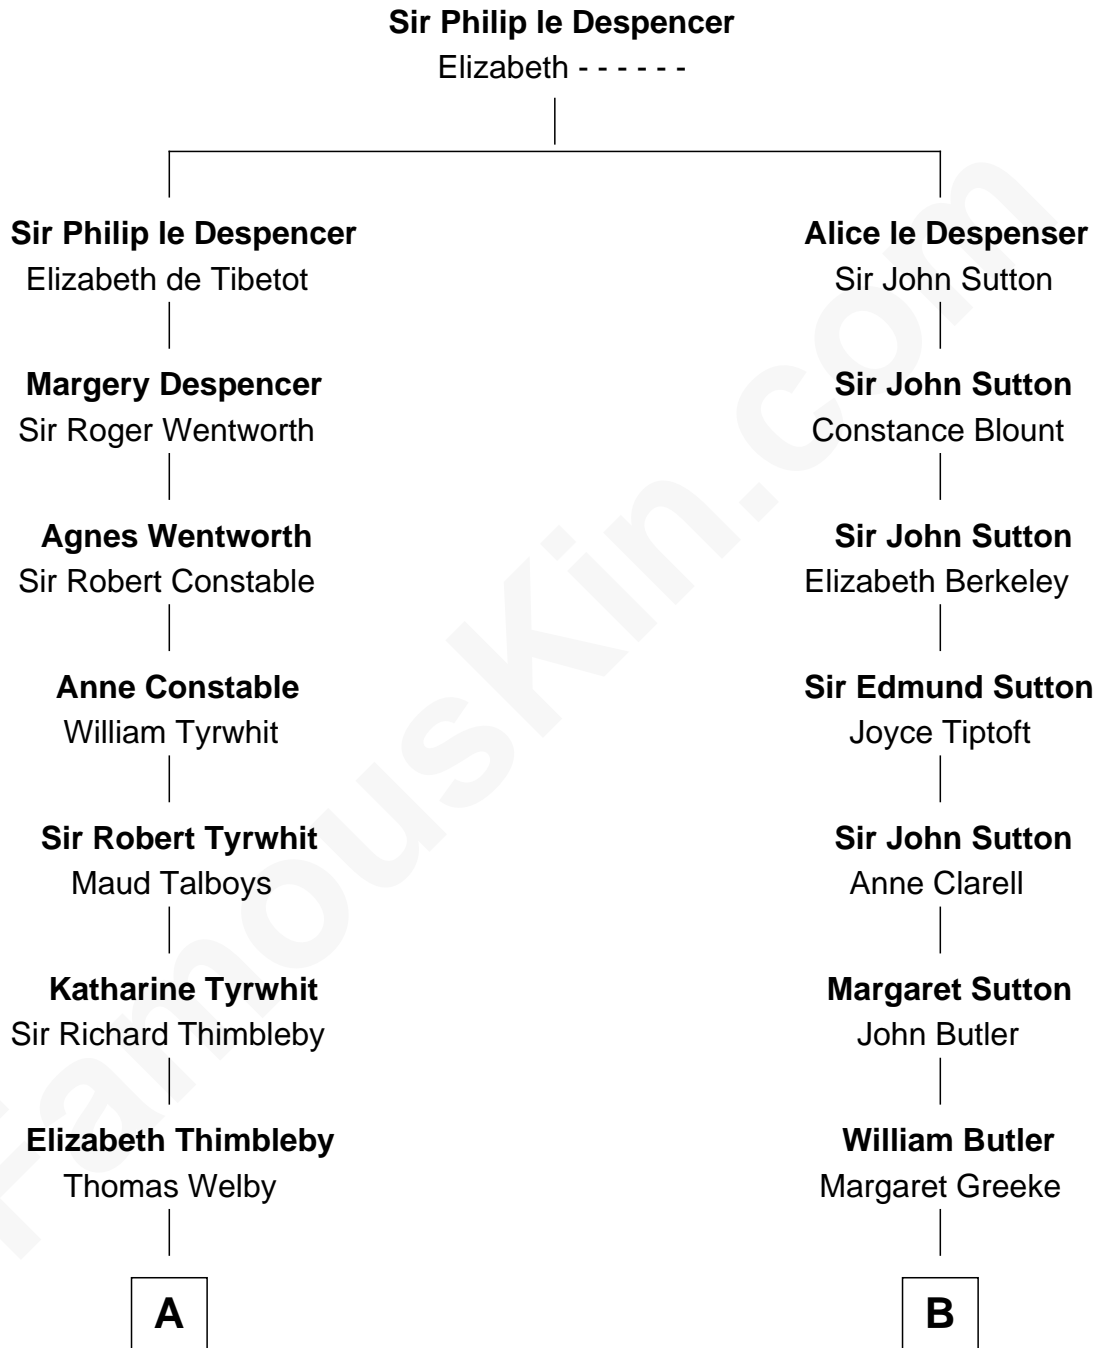 Sir Philip le Despencer
Elizabeth - - - - - -
Sir Philip le Despencer
Elizabeth de Tibetot
Margery Despencer
Sir Roger Wentworth
Agnes Wentworth
Sir Robert Constable
Anne Constable
William Tyrwhit
Sir Robert Tyrwhit
Maud Talboys
Katharine Tyrwhit
Sir Richard Thimbleby
Elizabeth Thimbleby
Thomas Welby
A
Alice le Despenser
Sir John Sutton
Sir John Sutton
Constance Blount
Sir John Sutton
Elizabeth Berkeley
Sir Edmund Sutton
Joyce Tiptoft
Sir John Sutton
Anne Clarell
Margaret Sutton
John Butler
William Butler
Margaret Greeke
B
FamousKin.com